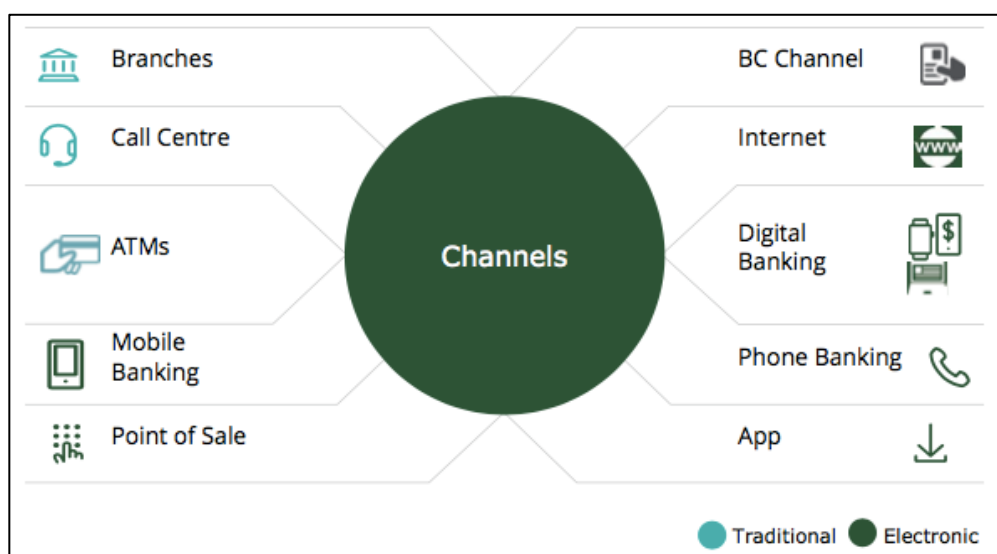 Branches
Call Centre
ATMs
Mobile
Banking
Point of Sale
Channels
BC Channel
Internet
www
Digital
Banking
$
Phone Banking
App
Traditional
Electronic